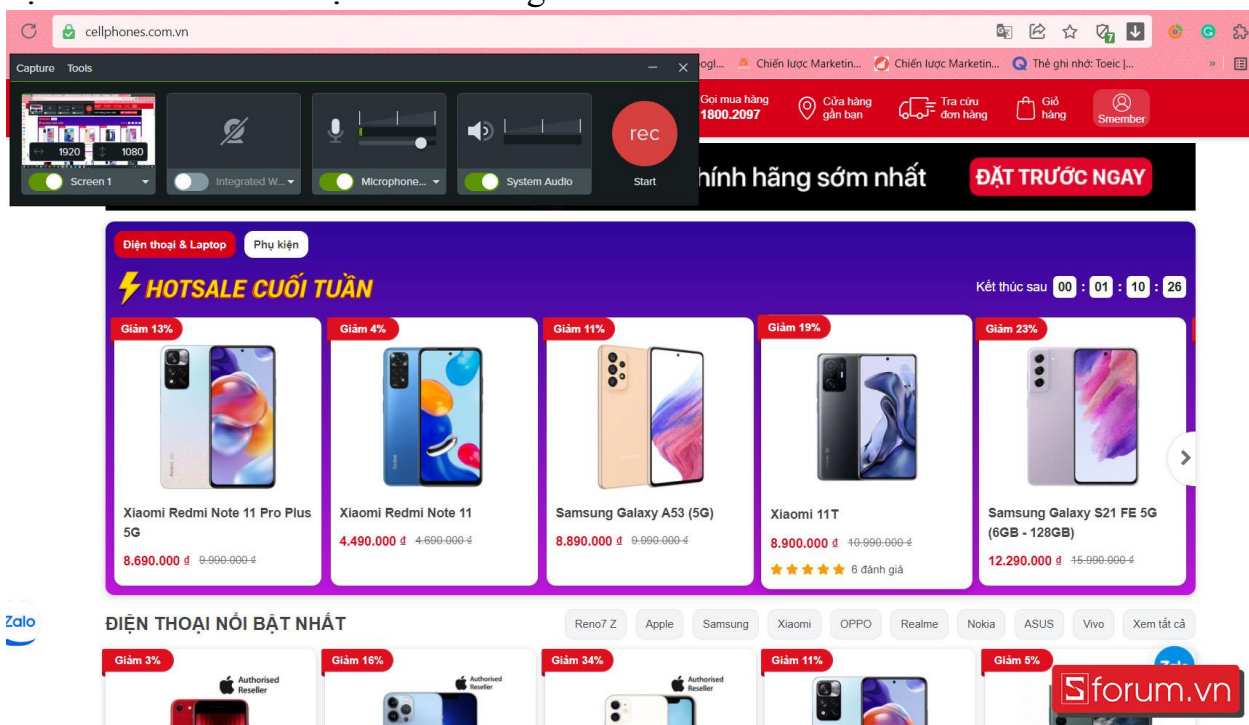 cellphones.com.vn
Capture Tools
ogl... Chiến lược Marketin... Chiến lược Marketin... Thẻ ghi nhớ: Toeic |...
1920 1080
Screen 1 Integrated W... Microphone... System Audio
rec
Start
Gọi mua hàng
1800.2097
Cửa hàng
gần bạn
Tra cứu
đơn hàng
Giỏ
hàng
Smember
hính hãng sớm nhất ĐẶT TRƯỚC NGAY
Điện thoại & Laptop Phụ kiện
HOTSALE CUỐI TUẦN
Kết thúc sau 00 : 01 : 10 : 26
Giảm 13% Giảm 4% Giảm 11% Giảm 19% Giảm 23%
Xiaomi Redmi Note 11 Pro Plus
5G
8.690.000 ₫ 9.990.000 ₫
Xiaomi Redmi Note 11
4.490.000 ₫ 4.690.000 ₫
Samsung Galaxy A53 (5G)
8.890.000 ₫ 9.990.000 ₫
Xiaomi 11T
8.900.000 ₫ 10.990.000 ₫
6 đánh giá
Samsung Galaxy S21 FE 5G
(6GB - 128GB)
12.290.000 ₫ 15.990.000 ₫
Zalo
ĐIỆN THOẠI NỔI BẬT NHẤT
Reno7 Z Apple Samsung Xiaomi OPPO Realme Nokia ASUS Vivo Xem tất cả
Giảm 3% Giảm 16% Giảm 34% Giảm 11% Giảm 5%
Authorised
Reseller
Authorised
Reseller
Authorised
Reseller
Sforum.vn